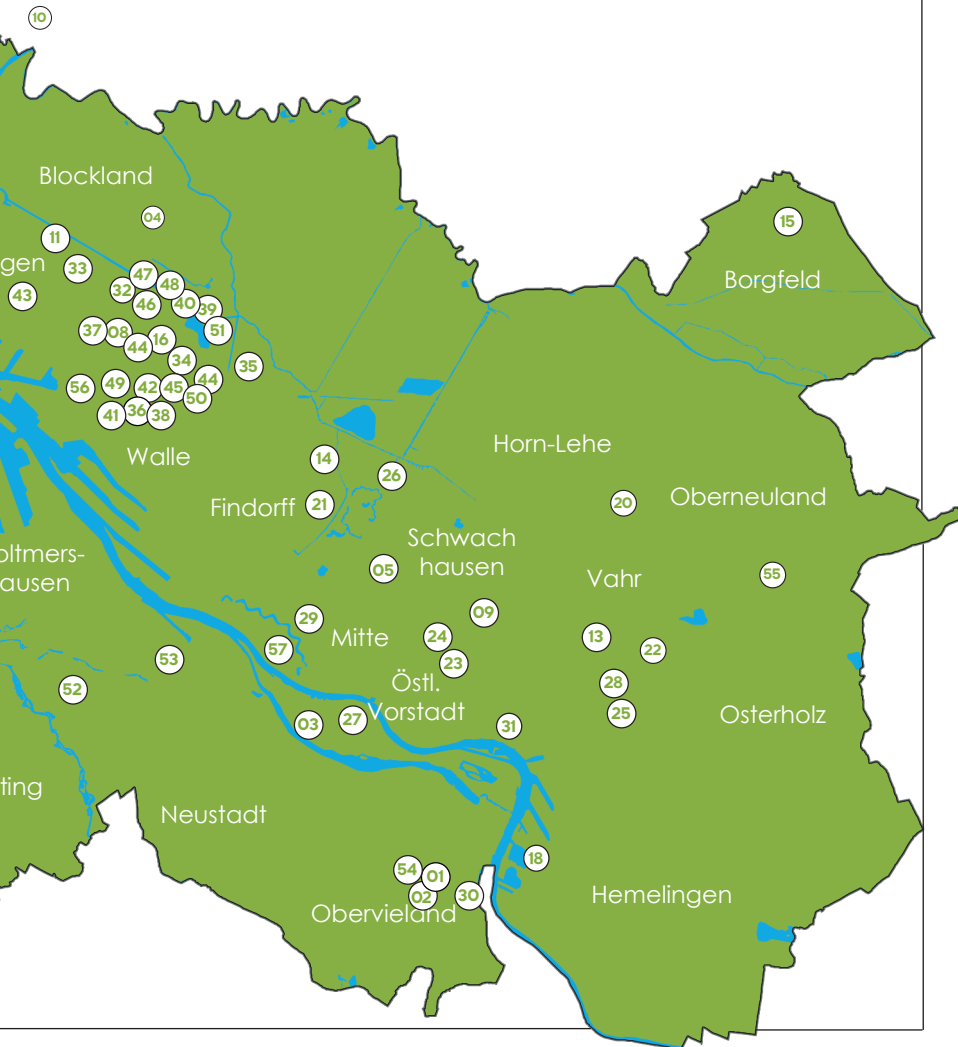 10
Blockland
04
15
11
gen
33
47
Borgfeld
48
32
43
46
40
39
37
08
51
16
44
34
35
44
56
49
42
45
50
41
36
38
Horn-Lehe
Walle
14
26
Oberneuland
21
20
Findorff
Schwach
hausen
oltmers-
ausen
05
Vahr
55
09
29
Mitte
24
13
57
22
53
23
Östl.
Vorstadt
28
52
25
Osterholz
03
27
31
ting
Neustadt
18
54
01
02
30
Hemelingen
Obervieland